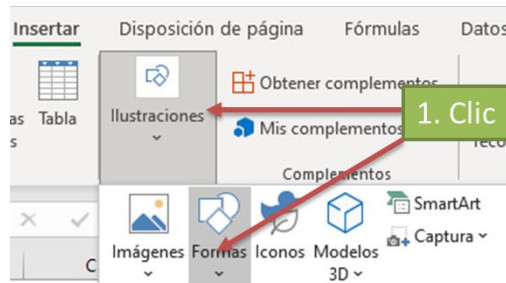 Insertar Disposición de página Fórmulas Datos
as Tabla Ilustraciones Obtener complementos
s Mis complementos
Complementos
1. Clic
Imágenes Formas Iconos Modelos 3D
SmartArt
Captura
C